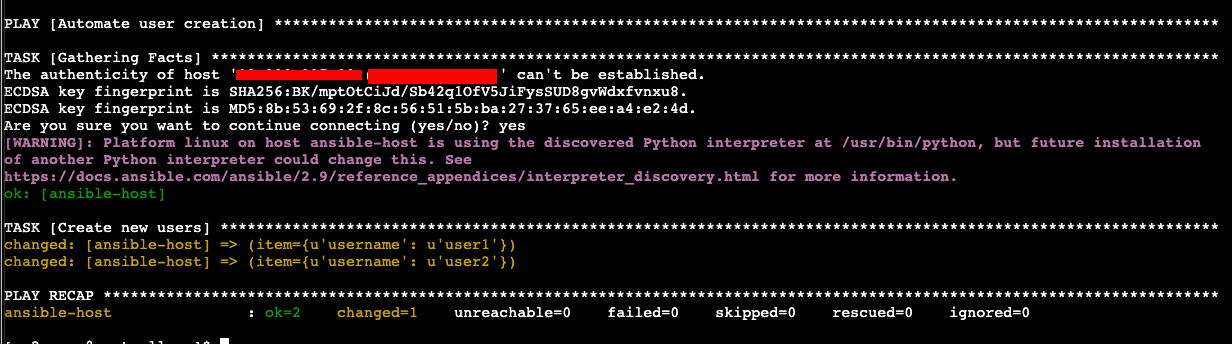 PLAY [Automate user creation] *********************************************************************************************************
TASK [Gathering Facts] ****************************************************************************************************************
The authenticity of host ' ' can't be established.
ECDSA key fingerprint is SHA256:BK/mptOtCiJd/Sb42q1OfV5JiFysSUD8gvWdxfvnxu8.
ECDSA key fingerprint is MD5:8b:53:69:2f:8c:56:51:5b:ba:27:37:65:ee:a4:e2:4d.
Are you sure you want to continue connecting (yes/no)? yes
[WARNING]: Platform linux on host ansible-host is using the discovered Python interpreter at /usr/bin/python, but future installation
of another Python interpreter could change this. See
https://docs.ansible.com/ansible/2.9/reference_appendices/interpreter_discovery.html for more information.
ok: [ansible-host]
TASK [Create new users] ***************************************************************************************************************
changed: [ansible-host] => (item={u'username': u'user1'})
changed: [ansible-host] => (item={u'username': u'user2'})
PLAY RECAP ****************************************************************************************************************************
ansible-host : ok=2 changed=1 unreachable=0 failed=0 skipped=0 rescued=0 ignored=0